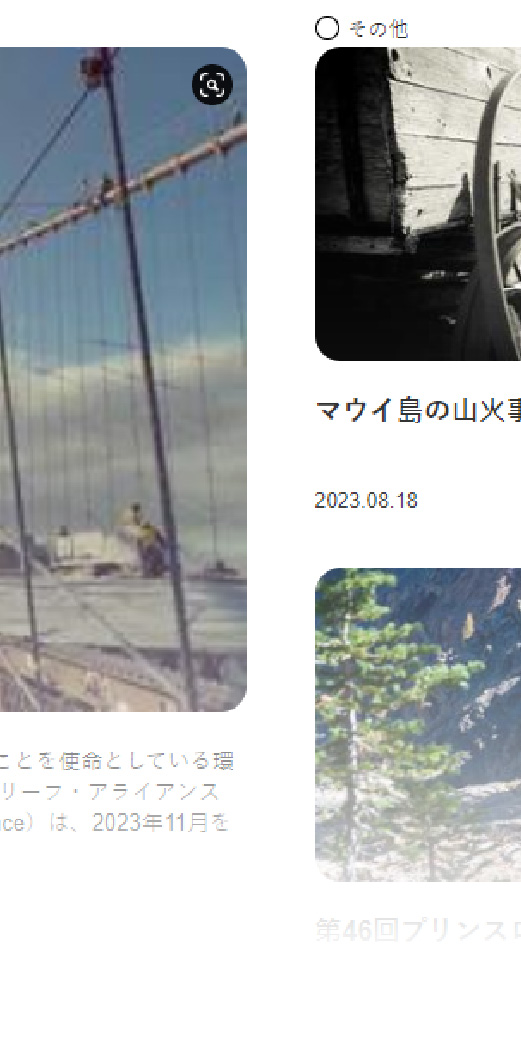 その他
マウイ島の山火事
2023.08.18
ことを使命としている環
リーフ・アライアンス
ce）は、2023年11月を
第46回プリンス